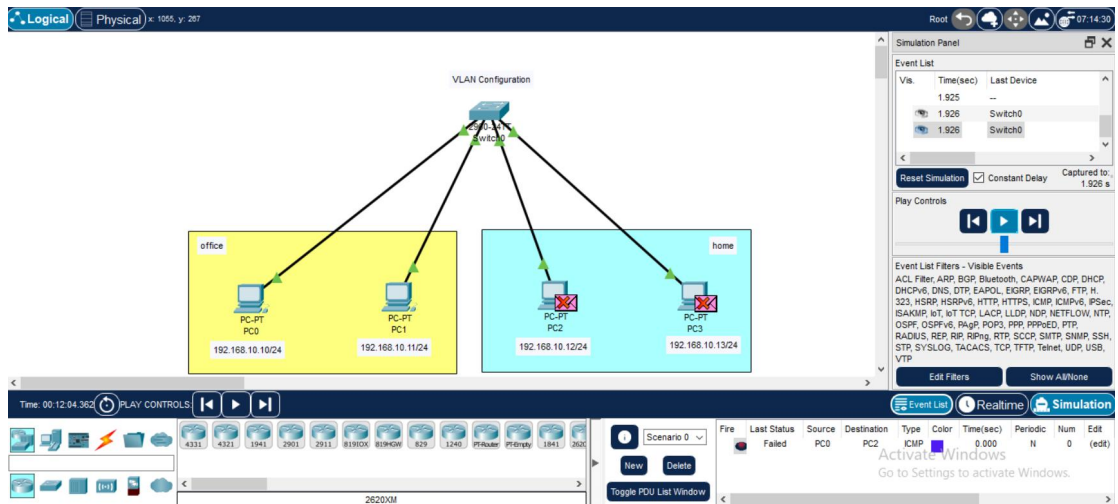 Logical
Physical
x: 1055, y: 267
Root
07:14:30
VLAN Configuration
Switch0
office
home
PC-PT
PC0
192.168.10.10/24
PC-PT
PC1
192.168.10.11/24
PC-PT
PC2
192.168.10.12/24
PC-PT
PC3
192.168.10.13/24
Simulation Panel
Event List
Vis. Time(sec) Last Device
1.925 --
1.926 Switch0
1.926 Switch0
Reset Simulation
Constant Delay
Captured to:
1.926 s
Play Controls
Event List Filters - Visible Events
ACL Filter, ARP, BGP, Bluetooth, CAPWAP, CDP, DHCP,
DHCPv6, DNS, DTP, EAPOL, EIGRP, EIGRPv6, FTP, H.
323, HSRP, HSRPv6, HTTP, HTTPS, ICMP, ICMPv6, IPSec,
ISAKMP, IoT, IoT TCP, LACP, LLDP, NDP, NETFLOW, NTP,
OSPF, OSPFv6, PAgP, POP3, PPP, PPPoED, PTP,
RADIUS, REP, RIP, RIPng, RTP, SCCP, SMTP, SNMP, SSH,
STP, SYSLOG, TACACS, TCP, TFTP, Telnet, UDP, USB,
VTP
Edit Filters
Show All/None
Time: 00:12:04.362
PLAY CONTROLS:
Event List
Realtime
Simulation
4331 4321 1941 2901 2911 819IOX 819HGW 829 1240 PT-Router PT-Empty 1841
2620XM
Scenario 0
New
Delete
Toggle PDU List Window
Fire Last Status Source Destination Type Color Time(sec) Periodic Num Edit
Failed PC0 PC2 ICMP 0.000 N 0 (edit)
Activate Windows
Go to Settings to activate Windows.